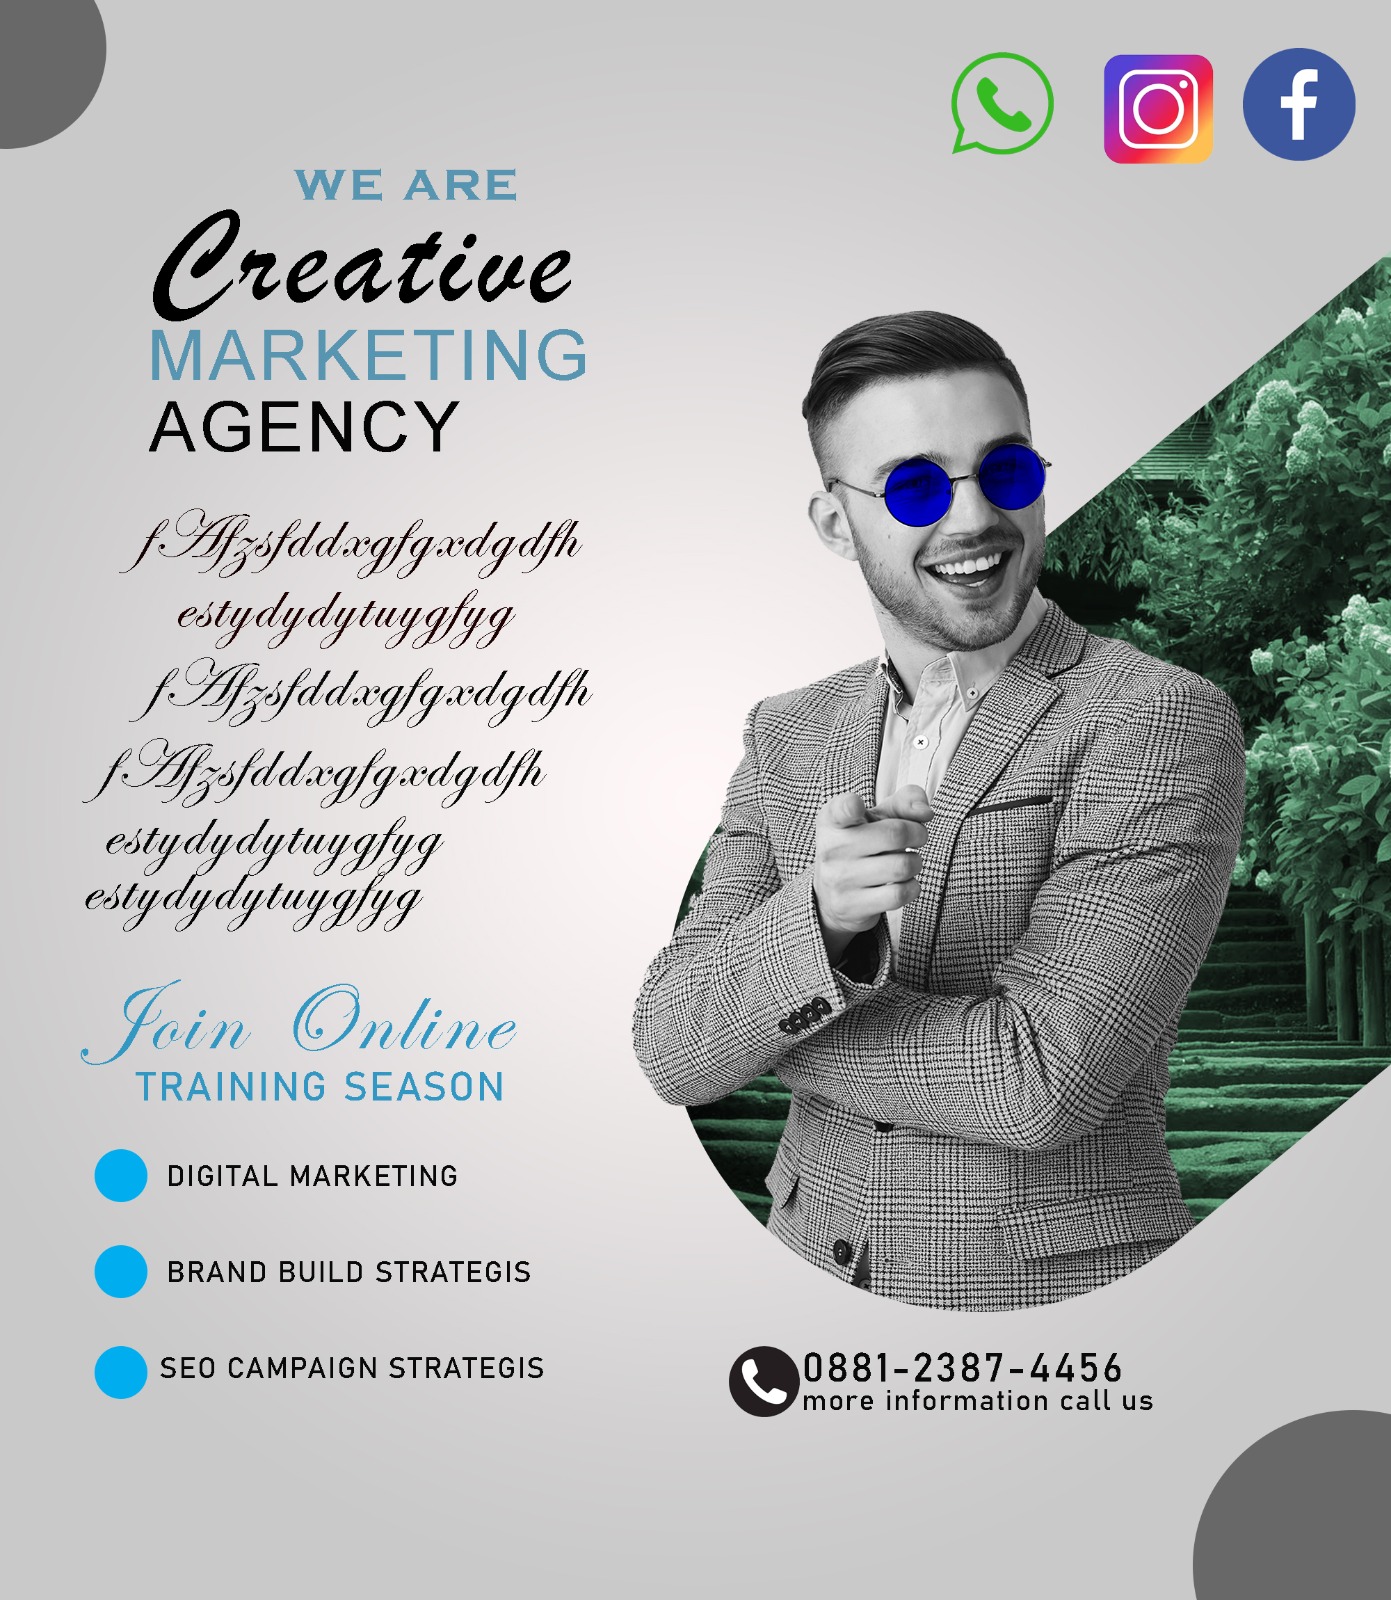 WE ARE
Creative
MARKETING
AGENCY
fAfzsfddxgfgxdgdfh
estydydytuygfyg
fAfzsfddxgfgxdgdfh
fAfzsfddxgfgxdgdfh
estydydytuygfyg
estydydytuygfyg
Join Online
TRAINING SEASON
DIGITAL MARKETING
BRAND BUILD STRATEGIS
SEO CAMPAIGN STRATEGIS
0881-2387-4456
more information call us